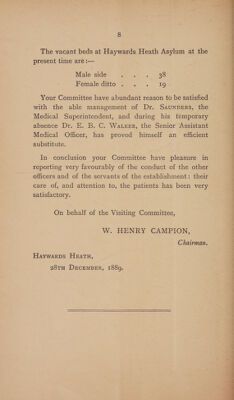 8
The vacant beds at Haywards Heath Asylum at the
present time are :—
Male side . . . 38
Female ditto . . . 19
Your Committee have abundant reason to be satisfied
with the able management of Dr. SAUNDERS, the
Medical Superintendent, and during his temporary
absence Dr. E. B. C. WALKER, the Senior Assistant
Medical Officer, has proved himself an efficient
substitute.
In conclusion your Committee have pleasure in
reporting very favourably of the conduct of the other
officers and of the servants of the establishment : their
care of, and attention to, the patients has been very
satisfactory.
On behalf of the Visiting Committee,
W. HENRY CAMPION,
Chairman.
HAYWARDS HEATH,
28TH DECEMBER, 1889.